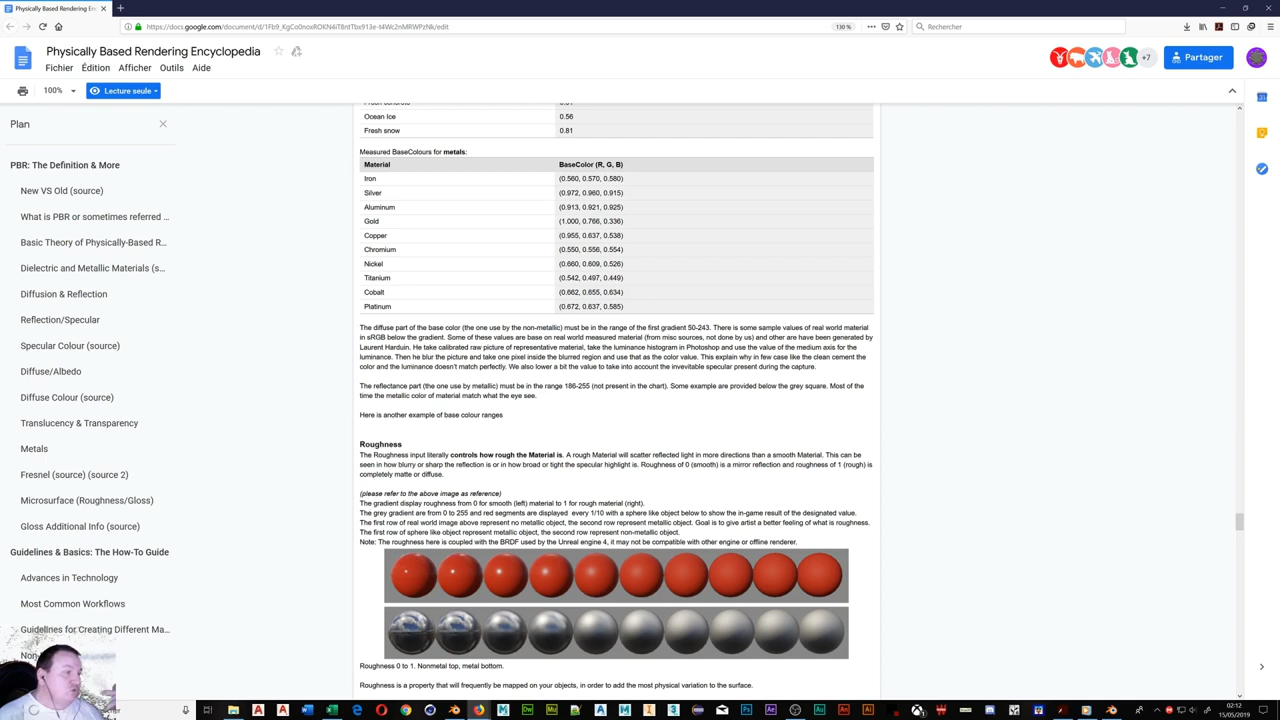 Physically Based Rendering En
https://docs.google.com/document/d/1Fb9_KgCo0noxROKN4iT8ntTbx913e-t4Wc2nMRWPzNk/edit
130 %
Rechercher
Physically Based Rendering Encyclopedia
Fichier Édition Afficher Outils Aide
+7
Partager
100%
Lecture seule
Plan
PBR: The Definition & More
New VS Old (source)
What is PBR or sometimes referred ...
Basic Theory of Physically-Based R...
Dielectric and Metallic Materials (s...
Diffusion & Reflection
Reflection/Specular
Specular Colour (source)
Diffuse/Albedo
Diffuse Colour (source)
Translucency & Transparency
Metals
Fresnel (source) (source 2)
Microsurface (Roughness/Gloss)
Gloss Additional Info (source)
Guidelines & Basics: The How-To Guide
Advances in Technology
Most Common Workflows
Guidelines for Creating Different Ma...
Non-
Ocean Ice 0.56
Fresh snow 0.81
Measured BaseColours for metals:
Material BaseColor (R, G, B)
Iron (0.560, 0.570, 0.580)
Silver (0.972, 0.960, 0.915)
Aluminum (0.913, 0.921, 0.925)
Gold (1.000, 0.766, 0.336)
Copper (0.955, 0.637, 0.538)
Chromium (0.550, 0.556, 0.554)
Nickel (0.660, 0.609, 0.526)
Titanium (0.542, 0.497, 0.449)
Cobalt (0.662, 0.655, 0.634)
Platinum (0.672, 0.637, 0.585)
The diffuse part of the base color (the one use by the non-metallic) must be in the range of the first gradient 50-243. There is some sample values of real world material
in sRGB below the gradient. Some of these values are base on real world measured material (from misc sources, not done by us) and other are have been generated by
Laurent Harduin. He take calibrated raw picture of representative material, take the luminance histogram in Photoshop and use the value of the medium axis for the
luminance. Then he blur the picture and take one pixel inside the blurred region and use that as the color value. This explain why in few case like the clean cement the
color and the luminance doesn't match perfectly. We also lower a bit the value to take into account the invevitable specular present during the capture.
The reflectance part (the one use by metallic) must be in the range 186-255 (not present in the chart). Some example are provided below the grey square. Most of the
time the metallic color of material match what the eye see.
Here is another example of base colour ranges
Roughness
The Roughness input literally controls how rough the Material is. A rough Material will scatter reflected light in more directions than a smooth Material. This can be
seen in how blurry or sharp the reflection is or in how broad or tight the specular highlight is. Roughness of 0 (smooth) is a mirror reflection and roughness of 1 (rough) is
completely matte or diffuse.
(please refer to the above image as reference)
The gradient display roughness from 0 for smooth (left) material to 1 for rough material (right).
The grey gradient are from 0 to 255 and red segments are displayed every 1/10 with a sphere like object below to show the in-game result of the designated value.
The first row of real world image above represent no metallic object, the second row represent metallic object. Goal is to give artist a better feeling of what is roughness.
The first row of sphere like object represent metallic object, the second row represent non-metallic object.
Note: The roughness here is coupled with the BRDF used by the Unreal engine 4, it may not be compatible with other engine or offline renderer.
Roughness 0 to 1. Nonmetal top, metal bottom.
Roughness is a property that will frequently be mapped on your objects, in order to add the most physical variation to the surface.
02:12
15/05/2019